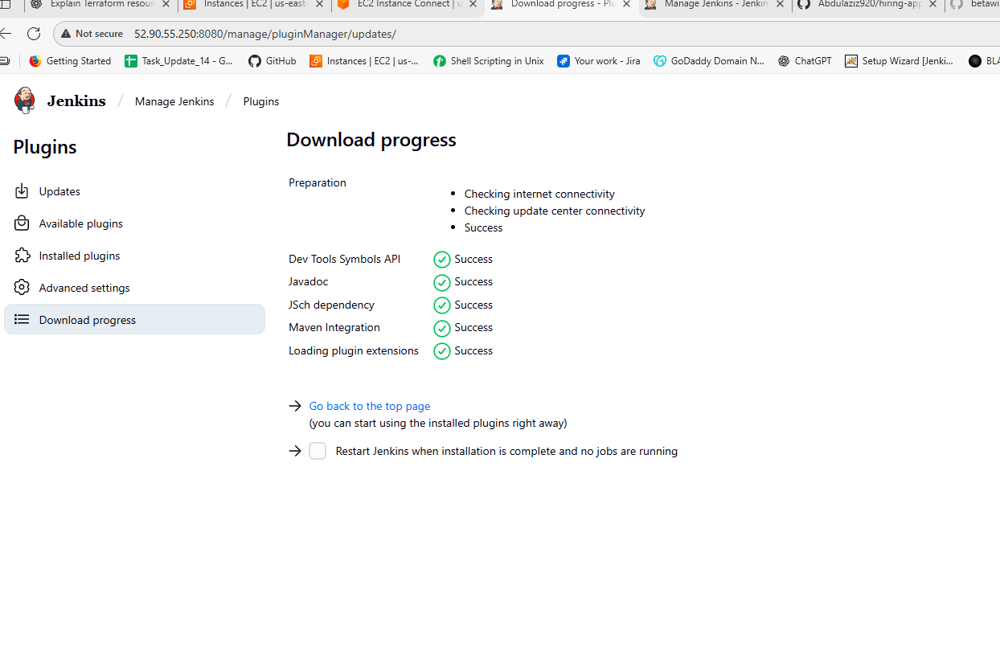 Explain Terraform resour
Instances | EC2 | us-east-
EC2 Instance Connect | u
Download progress - Plu
Manage Jenkins - Jenkin
Abdulaziz920/hiring-app
betawi
Not secure
52.90.55.250:8080/manage/pluginManager/updates/
Getting Started
Task_Update_14 - G...
GitHub
Instances | EC2 | us-...
Shell Scripting in Unix
Your work - Jira
GoDaddy Domain N...
ChatGPT
Setup Wizard [Jenki...
BLA
Jenkins / Manage Jenkins / Plugins
Plugins
Updates
Available plugins
Installed plugins
Advanced settings
Download progress
Download progress
Preparation
• Checking internet connectivity
• Checking update center connectivity
• Success
Dev Tools Symbols API Success
Javadoc Success
JSch dependency Success
Maven Integration Success
Loading plugin extensions Success
→ Go back to the top page
(you can start using the installed plugins right away)
→ Restart Jenkins when installation is complete and no jobs are running